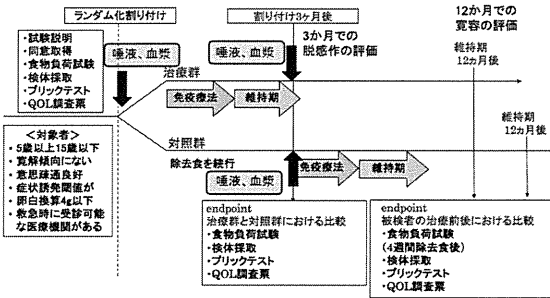 ランダム化割り付け
割り付け3ヶ月後
12か月での
寛容の評価
・試験説明
・同意取得
・食物負荷試験
・検体採取
・プリックテスト
・QOL調査票
唾液、血漿
唾液、血漿
3か月での
脱感作の評価
維持期
12ヵ月後
治療群
免疫療法
維持期
維持期
12ヵ月後
<対象者>
・5歳以上15歳以下
・寛解傾向にない
・意思疎通良好
・症状誘発閾値が
・卵白換算4g以下
・救急時に受診可能
な医療機関がある
対照群
除去食を続行
免疫療法
維持期
唾液、血漿
endpoint
治療群と対照群における比較
・食物負荷試験
・検体採取
・プリックテスト
・QOL調査票
endpoint
被検者の治療前後における比較
・食物負荷試験
(4週間除去食後)
・検体採取
・プリックテスト
・QOL調査票